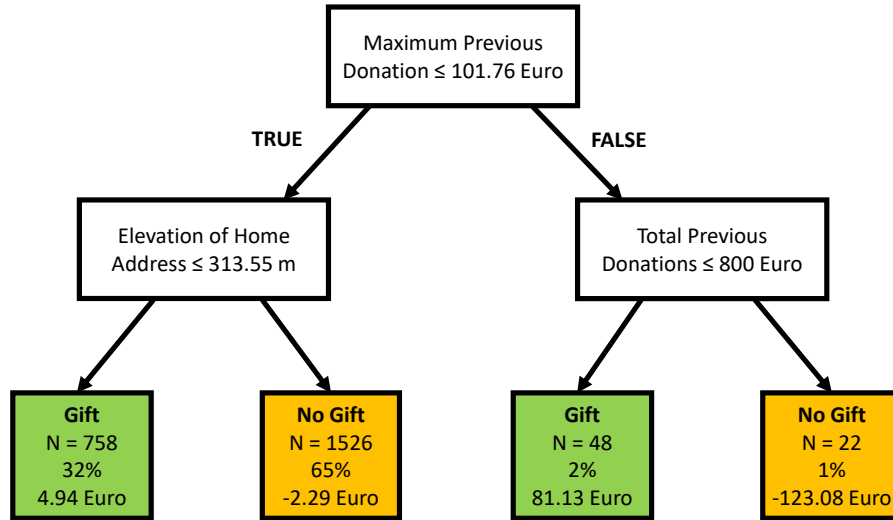 Maximum Previous
Donation ≤ 101.76 Euro
TRUE
FALSE
Elevation of Home
Address ≤ 313.55 m
Total Previous
Donations ≤ 800 Euro
Gift
N = 758
32%
4.94 Euro
No Gift
N = 1526
65%
-2.29 Euro
Gift
N = 48
2%
81.13 Euro
No Gift
N = 22
1%
-123.08 Euro